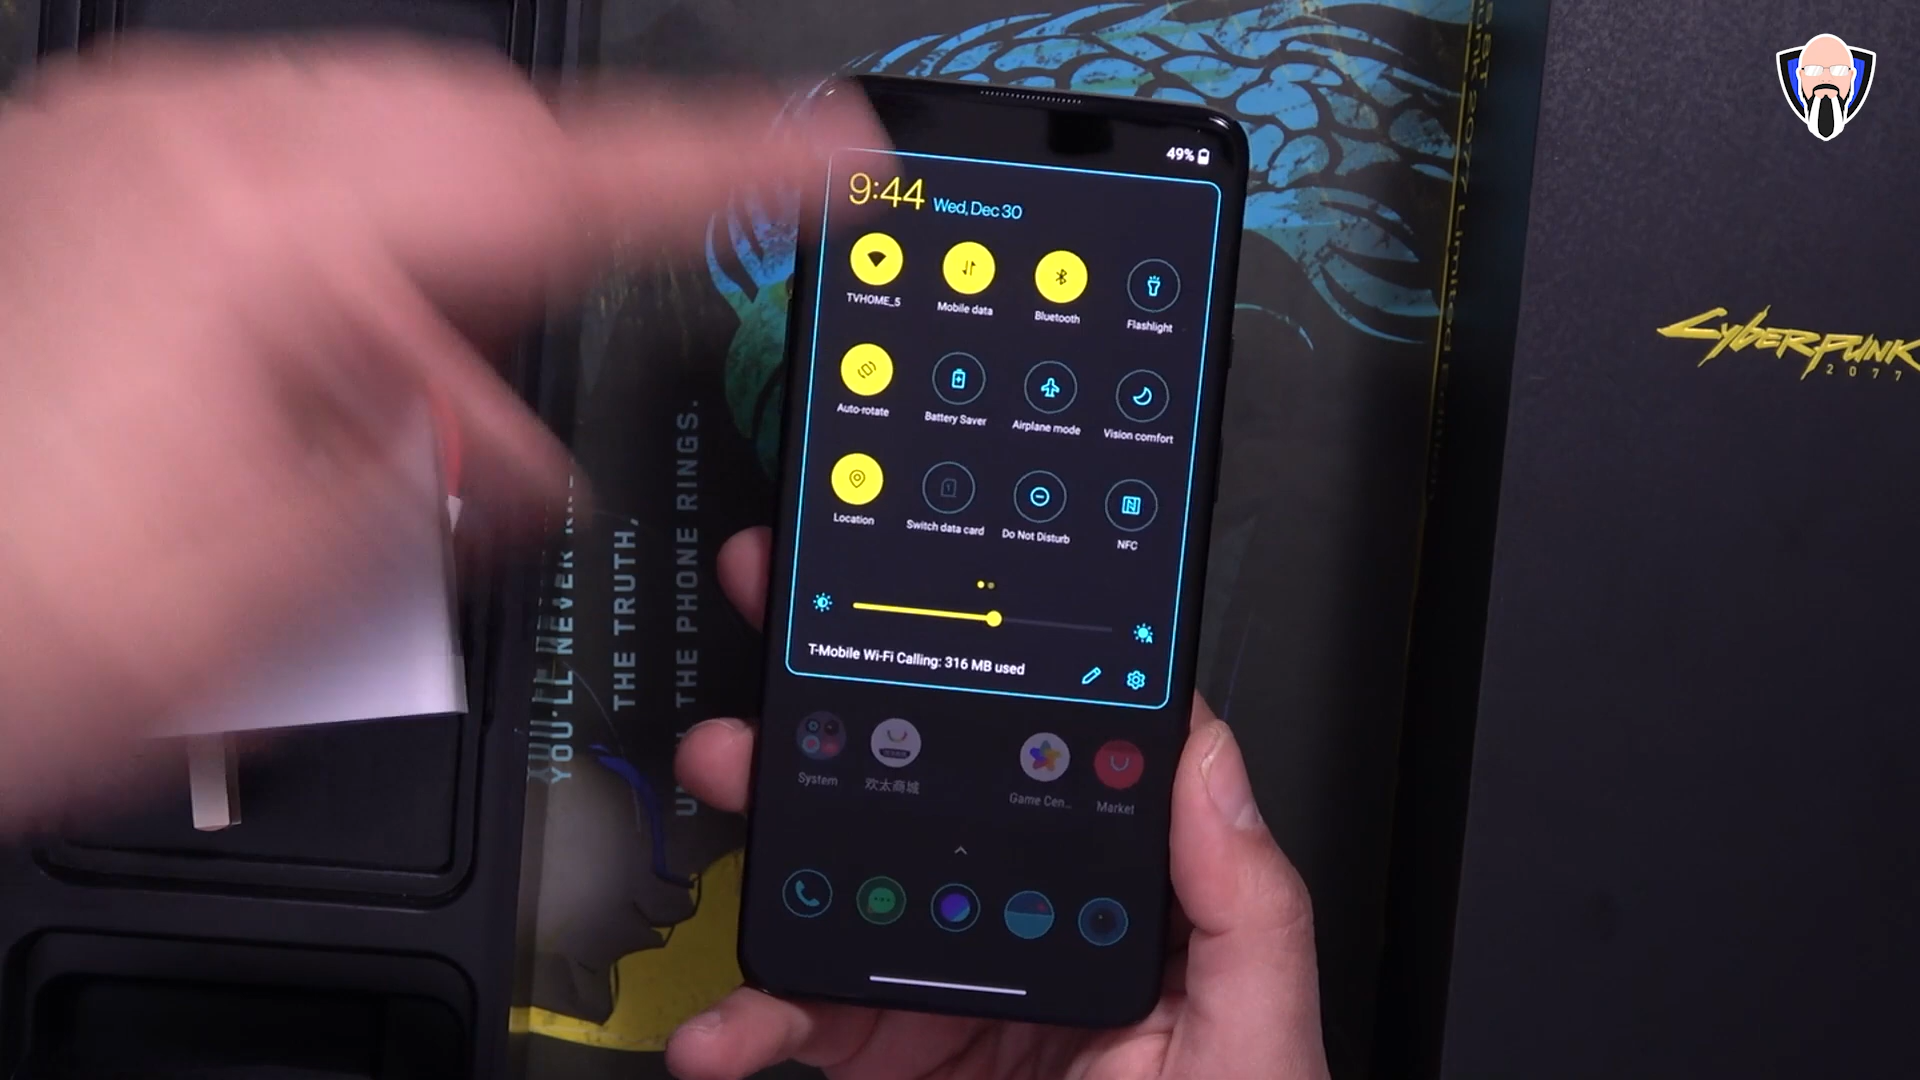 49%
9:44 Wed, Dec 30
TVHOME_5
Mobile data
Bluetooth
Flashlight
Auto-rotate
Battery Saver
Airplane mode
Vision comfort
Location
Switch data card
Do Not Disturb
NFC
T-Mobile Wi-Fi Calling: 316 MB used
System
欢太商城
Game Cen...
Market
YOU'LL NEVER
THE TRUTH,
THE PHONE RINGS.
2077 Limited
CYBERPUNK
2077